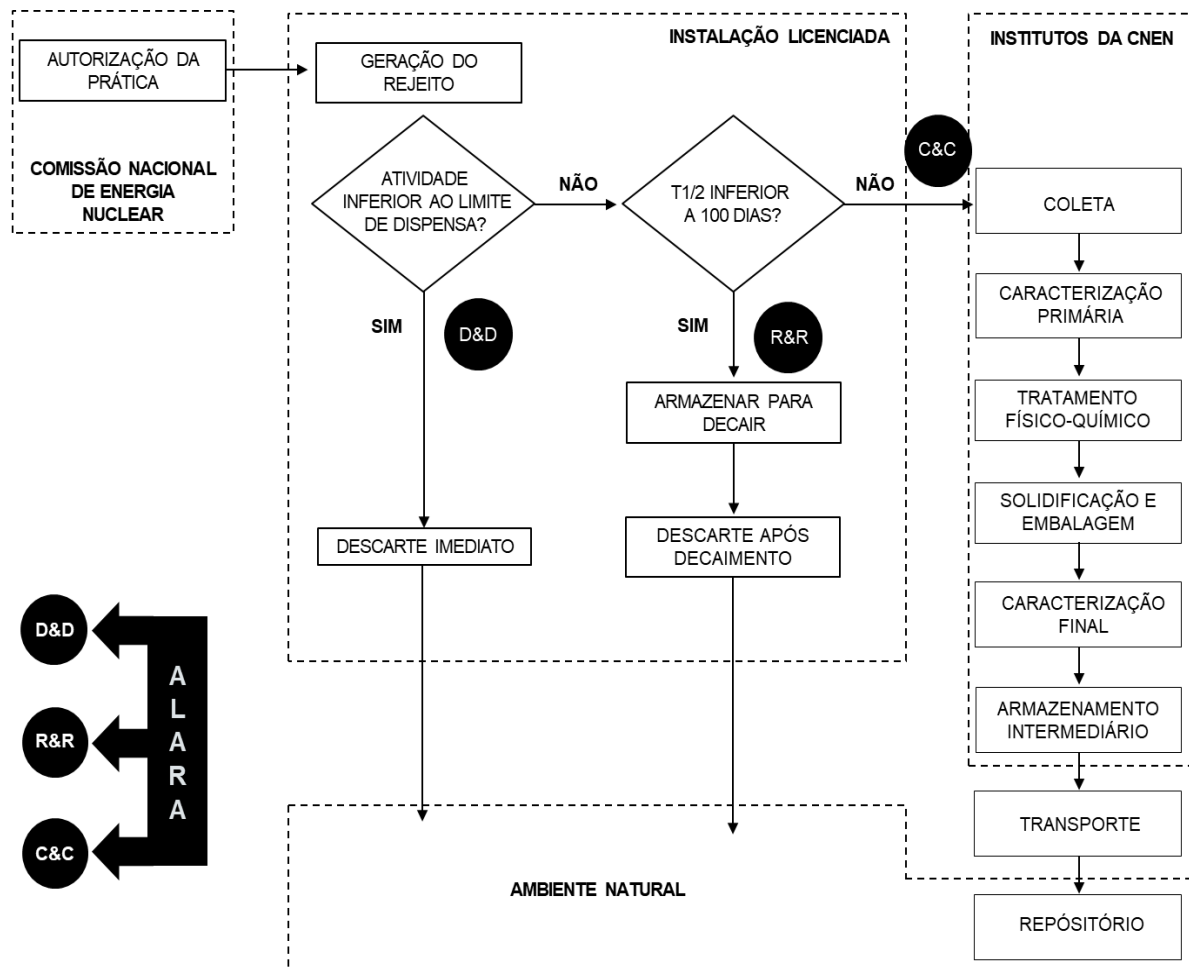 AUTORIZAÇÃO DA
PRÁTICA
COMISSÃO NACIONAL
DE ENERGIA
NUCLEAR
INSTALAÇÃO LICENCIADA
GERAÇÃO DO
REJEITO
ATIVIDADE
INFERIOR AO LIMITE
DE DISPENSA?
NÃO
T1/2 INFERIOR
A 100 DIAS?
NÃO
C&C
SIM
D&D
SIM
R&R
ARMAZENAR PARA
DECAIR
DESCARTE IMEDIATO
DESCARTE APÓS
DECAIMENTO
INSTITUTOS DA CNEN
COLETA
CARACTERIZAÇÃO
PRIMÁRIA
TRATAMENTO
FÍSICO-QUÍMICO
SOLIDIFICAÇÃO E
EMBALAGEM
CARACTERIZAÇÃO
FINAL
ARMAZENAMENTO
INTERMEDIÁRIO
TRANSPORTE
REPÓSITÓRIO
D&D
R&R
C&C
ALARA
AMBIENTE NATURAL